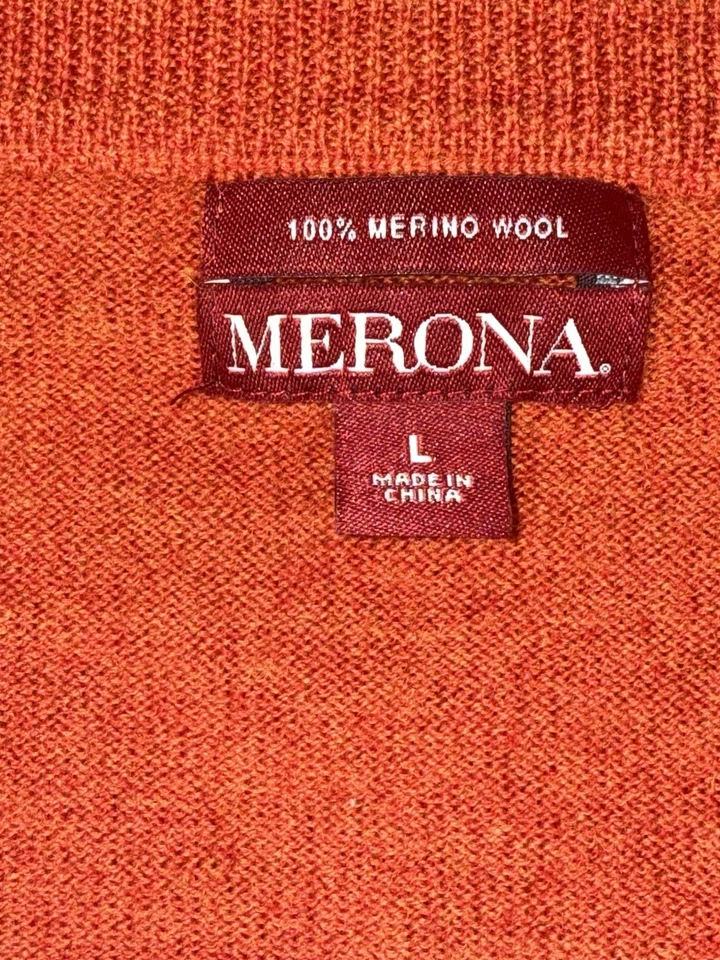 100% MERINO WOOL
MERONA®
L
MADE IN
CHINA